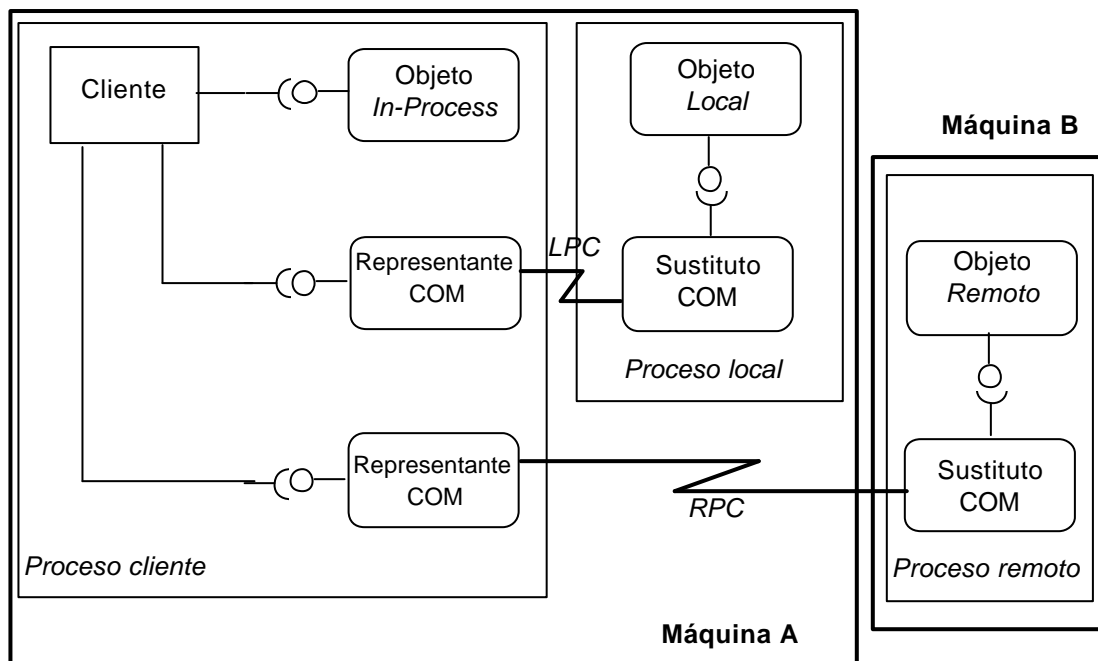 Cliente
Objeto
In-Process
Objeto
Local
Máquina B
LPC
Representante
COM
Sustituto
COM
Objeto
Remoto
Proceso local
Representante
COM
RPC
Sustituto
COM
Proceso cliente
Proceso remoto
Máquina A